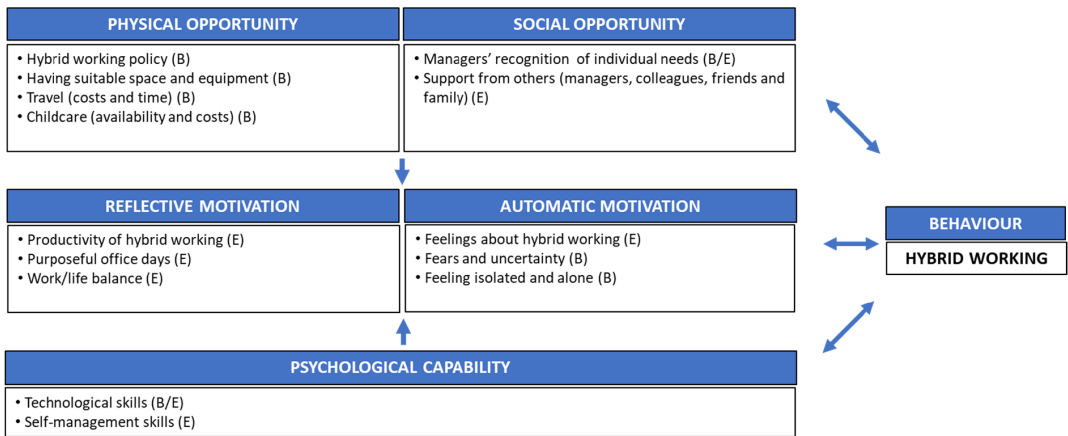 PHYSICAL OPPORTUNITY
• Hybrid working policy (B)
• Having suitable space and equipment (B)
• Travel (costs and time) (B)
• Childcare (availability and costs) (B)
SOCIAL OPPORTUNITY
• Managers’ recognition of individual needs (B/E)
• Support from others (managers, colleagues, friends and
family) (E)
REFLECTIVE MOTIVATION
• Productivity of hybrid working (E)
• Purposeful office days (E)
• Work/life balance (E)
AUTOMATIC MOTIVATION
• Feelings about hybrid working (E)
• Fears and uncertainty (B)
• Feeling isolated and alone (B)
PSYCHOLOGICAL CAPABILITY
• Technological skills (B/E)
• Self-management skills (E)
BEHAVIOUR
HYBRID WORKING